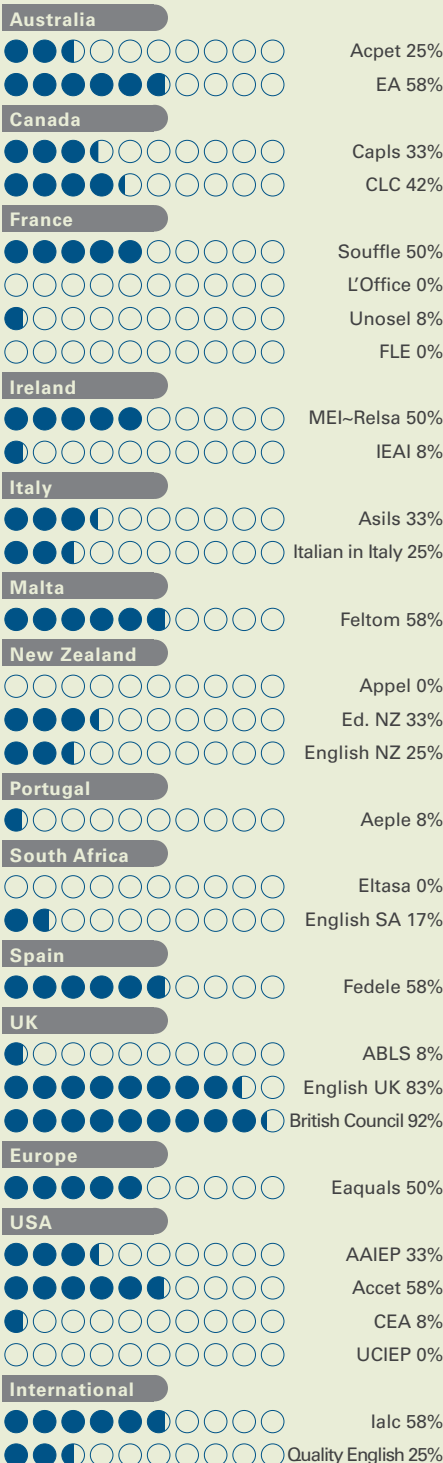 Australia
Acpet 25%
EA 58%
Canada
Capls 33%
CLC 42%
France
Souffle 50%
L'Office 0%
Unosel 8%
FLE 0%
Ireland
MEI~Relsa 50%
IEAI 8%
Italy
Asils 33%
Italian in Italy 25%
Malta
Feltom 58%
New Zealand
Appel 0%
Ed. NZ 33%
English NZ 25%
Portugal
Aeple 8%
South Africa
Eltasa 0%
English SA 17%
Spain
Fedele 58%
UK
ABLS 8%
English UK 83%
British Council 92%
Europe
Eaquals 50%
USA
AAIEP 33%
Accet 58%
CEA 8%
UCIEP 0%
International
Ialc 58%
Quality English 25%